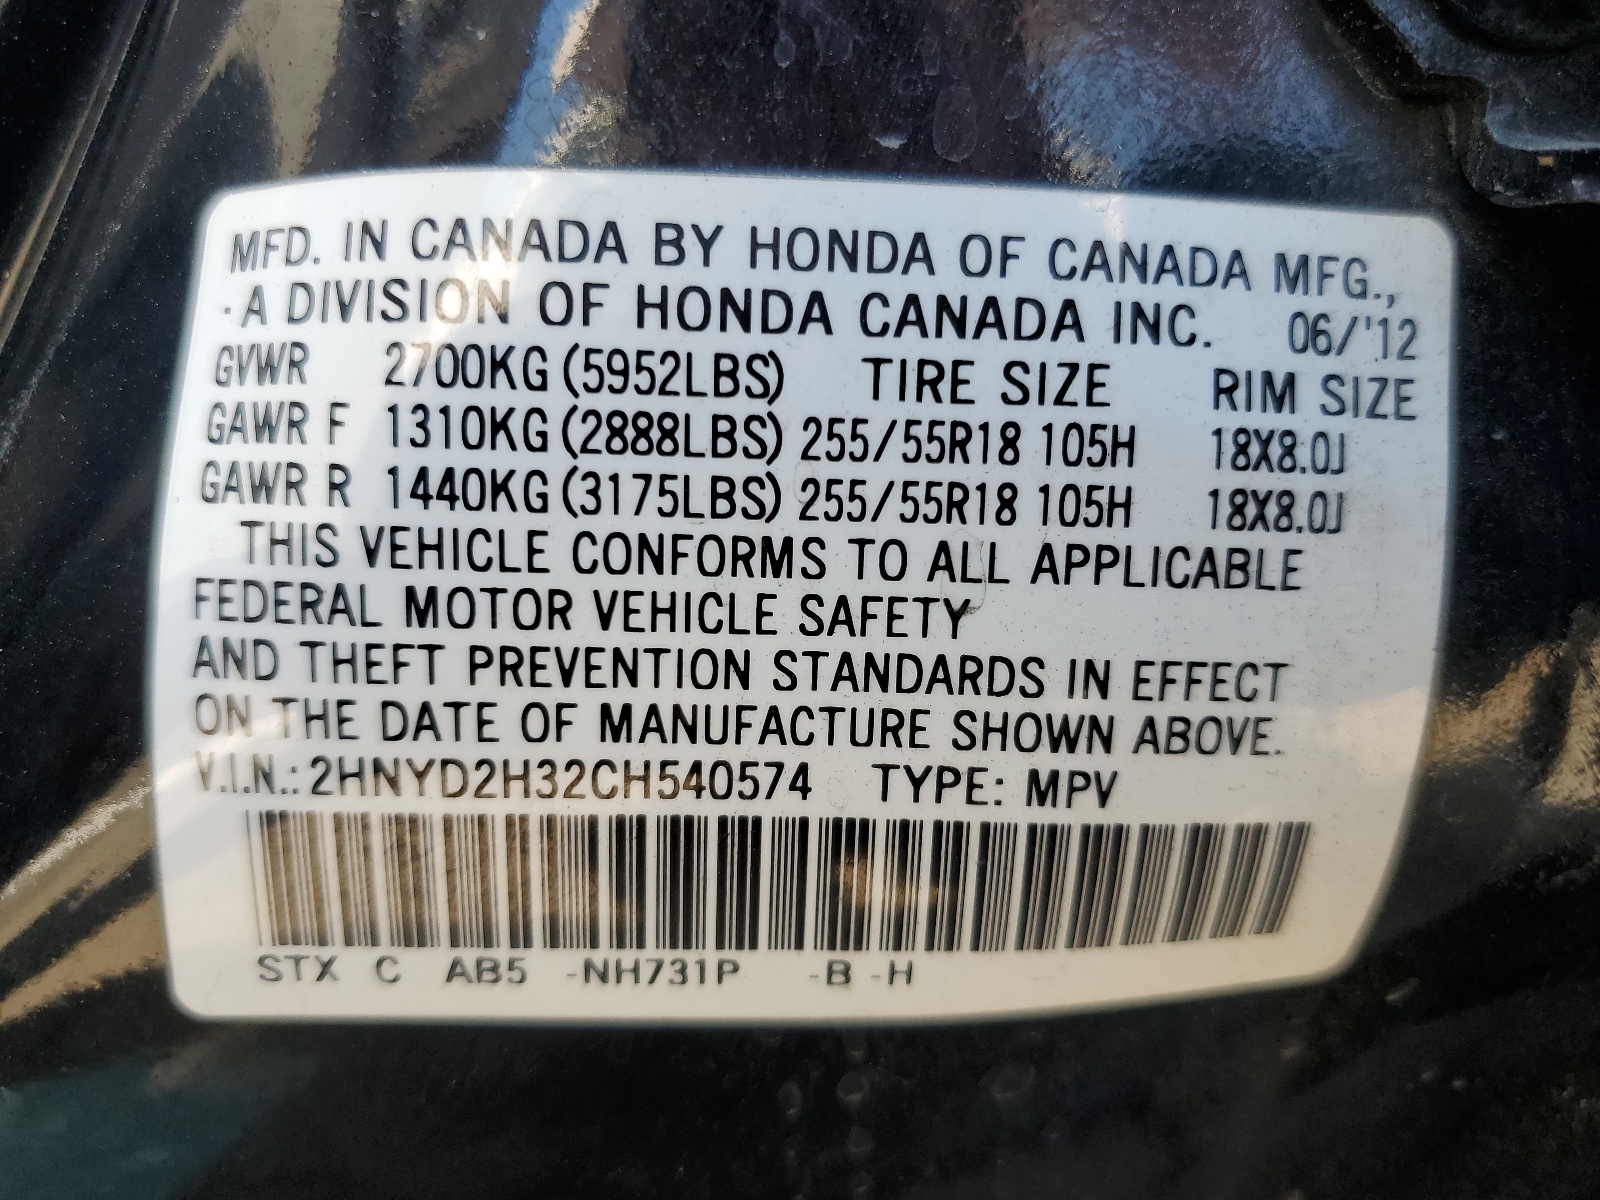 MFD. IN CANADA BY HONDA OF CANADA MFG.,
A DIVISION OF HONDA CANADA INC. 06/'12
GVWR 2700KG (5952LBS) TIRE SIZE RIM SIZE
GAWR F 1310KG (2888LBS) 255/55R18 105H 18X8.0J
GAWR R 1440KG (3175LBS) 255/55R18 105H 18X8.0J
THIS VEHICLE CONFORMS TO ALL APPLICABLE
FEDERAL MOTOR VEHICLE SAFETY
AND THEFT PREVENTION STANDARDS IN EFFECT
ON THE DATE OF MANUFACTURE SHOWN ABOVE.
V.I.N.: 2HNYD2H32CH540574 TYPE: MPV
STX C AB5 -NH731P -B -H